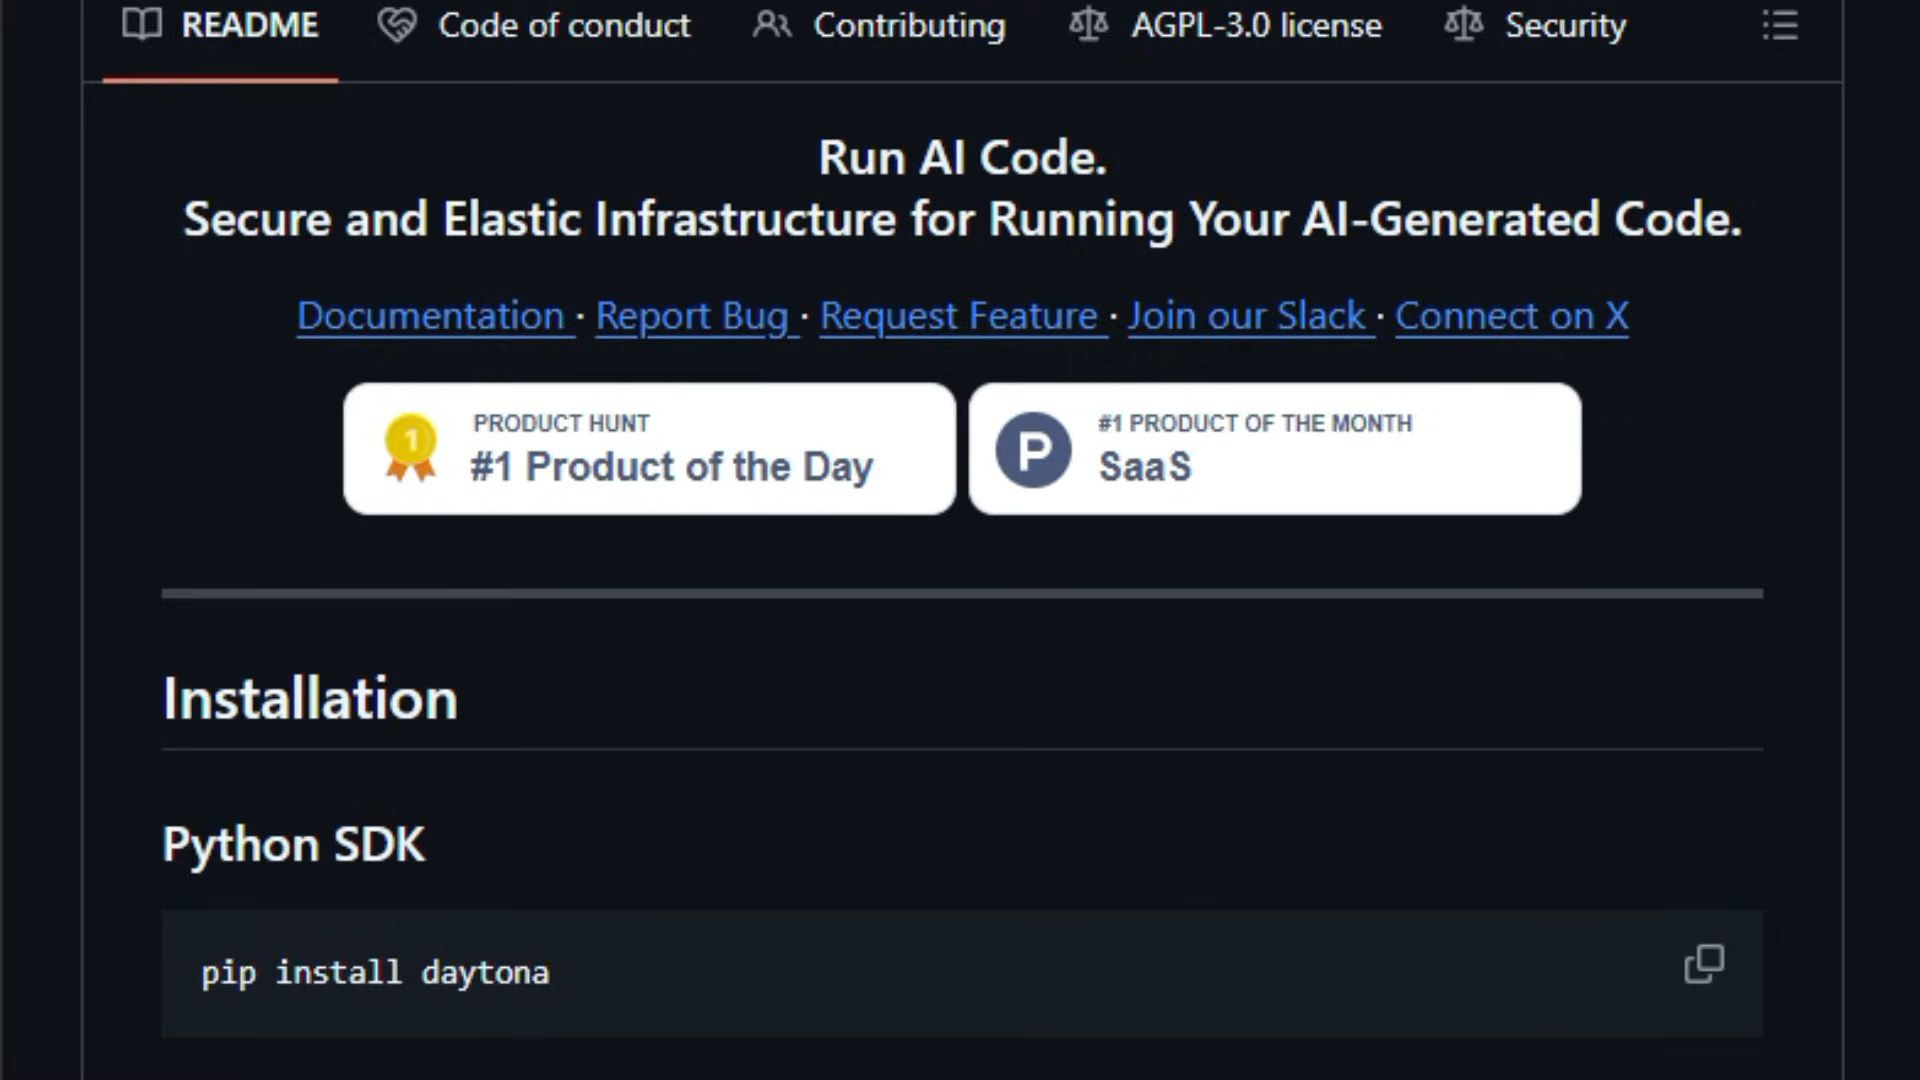 README Code of conduct Contributing AGPL-3.0 license Security
Run AI Code.
Secure and Elastic Infrastructure for Running Your AI-Generated Code.
Documentation · Report Bug · Request Feature · Join our Slack · Connect on X
1
PRODUCT HUNT
#1 Product of the Day
P
#1 PRODUCT OF THE MONTH
SaaS
Installation
Python SDK
pip install daytona